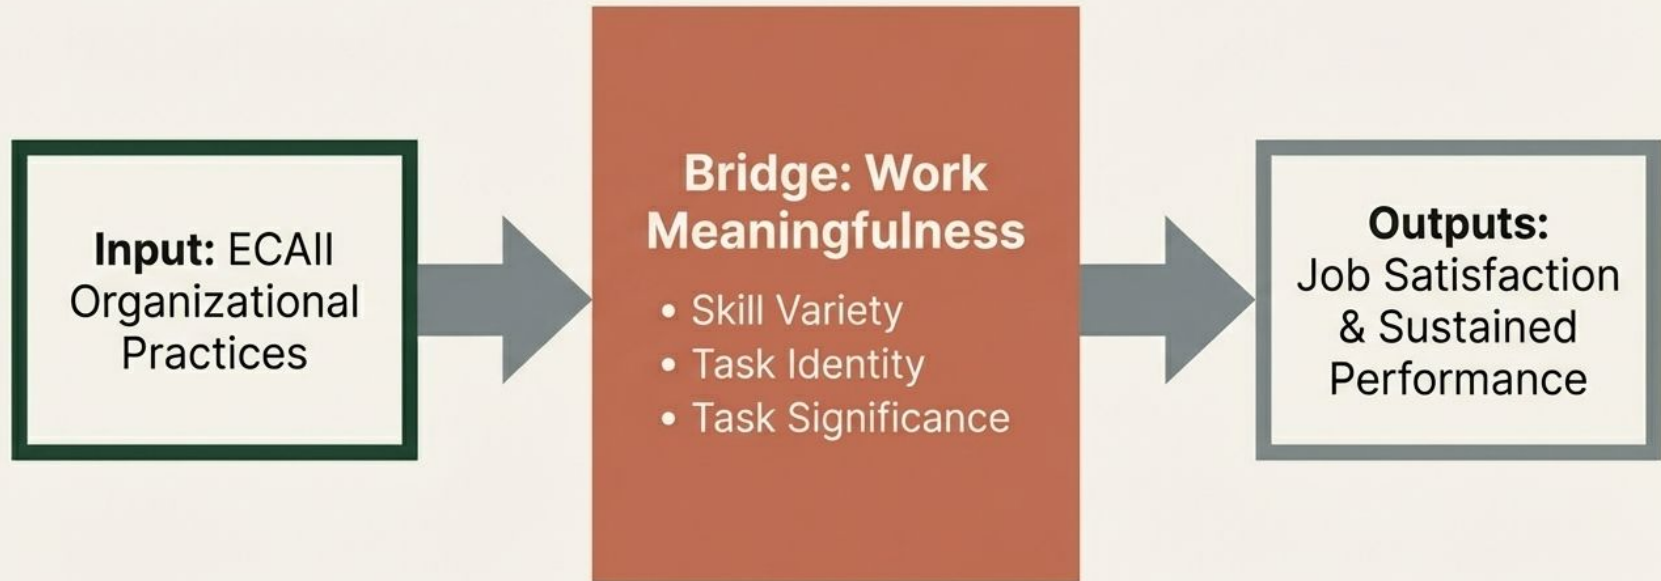 Input: ECAII
Organizational
Practices
Bridge: Work
Meaningfulness
• Skill Variety
• Task Identity
• Task Significance
Outputs:
Job Satisfaction
& Sustained
Performance